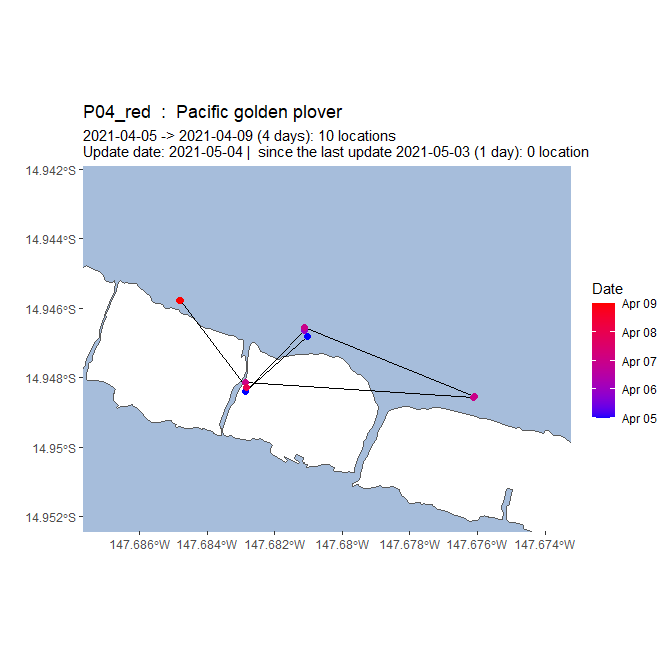 P04_red  :  Pacific golden plover
2021-04-05 -> 2021-04-09 (4 days): 10 locations
Update date: 2021-05-04 |  since the last update 2021-05-03 (1 day): 0 location
14.942°S
14.944°S
14.946°S
14.948°S
14.95°S
14.952°S
147.686°W
147.684°W
147.682°W
147.68°W
147.678°W
147.676°W
147.674°W
Date
Apr 09
Apr 08
Apr 07
Apr 06
Apr 05